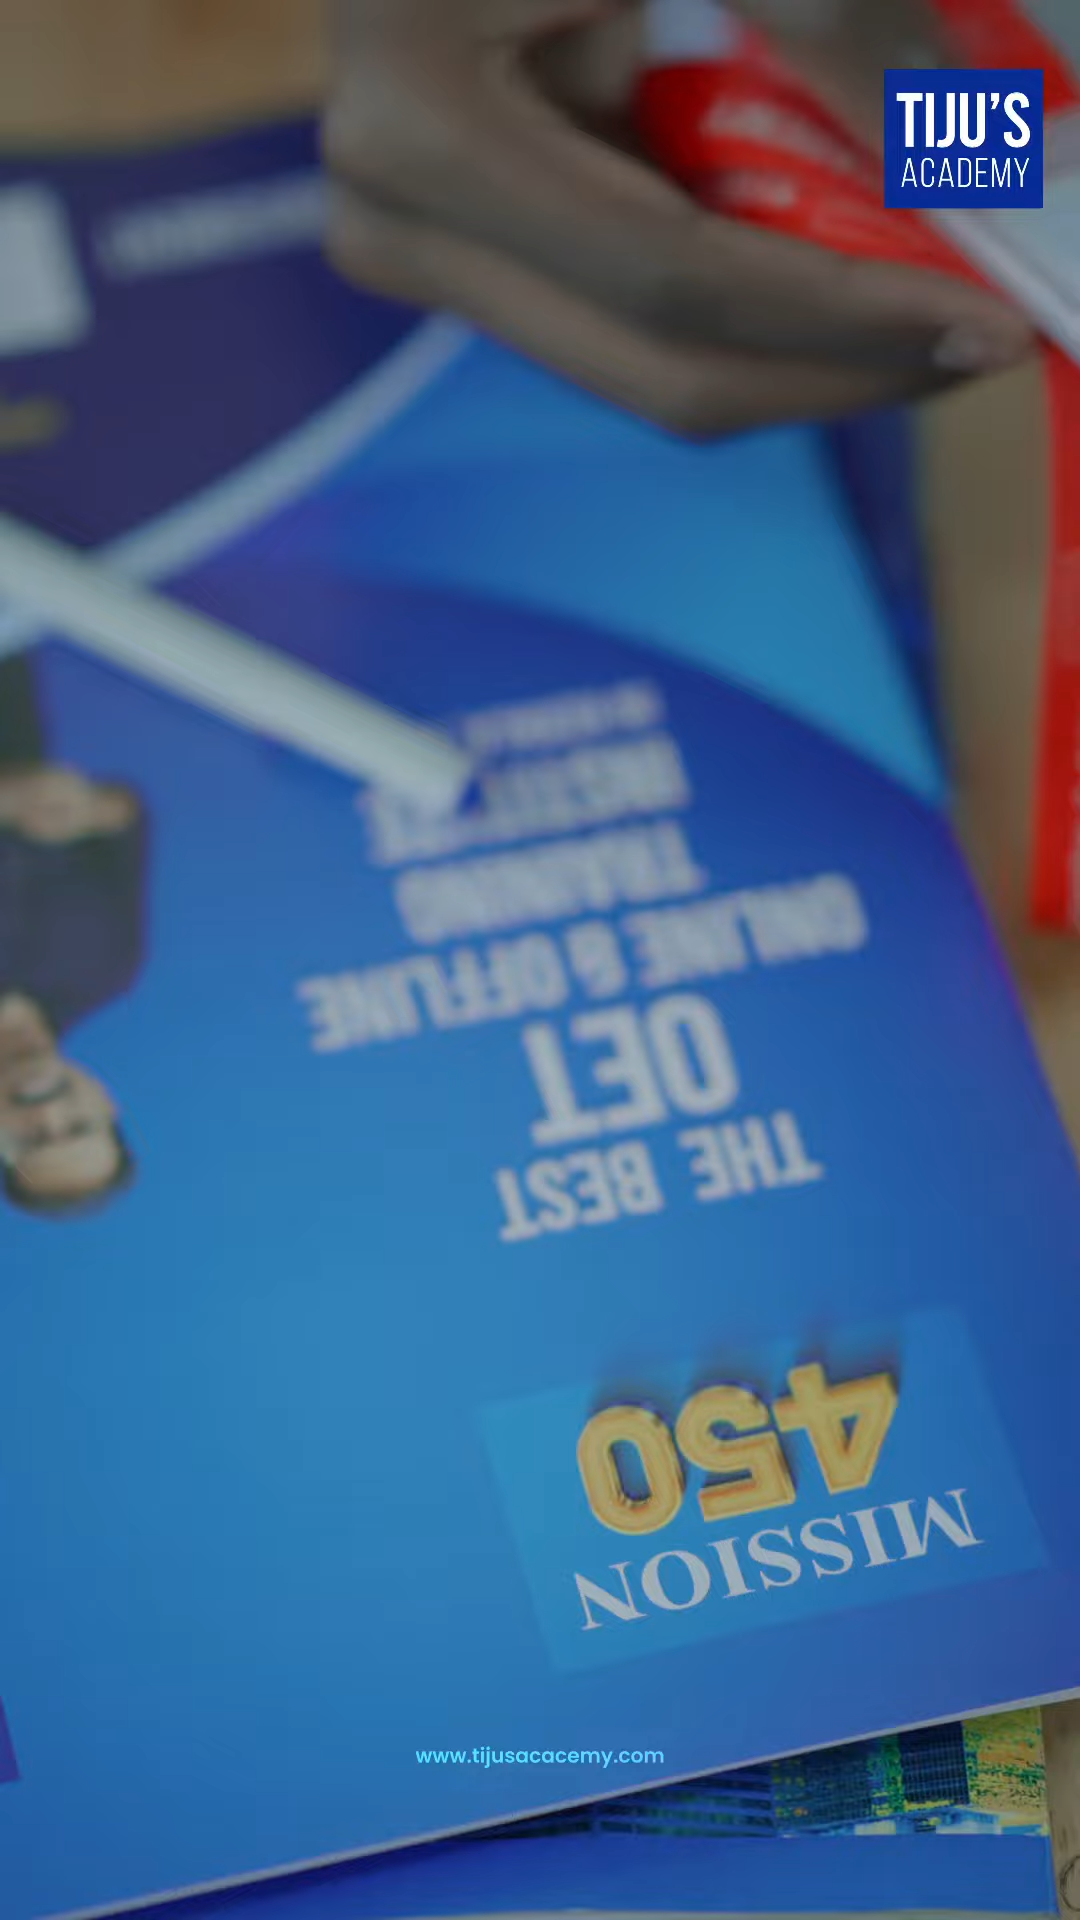 TIJU'S
ACADEMY
MISSION
450
THE BEST
OET
ONLINE & OFFLINE
TRAINING
www.tijusacacemy.com